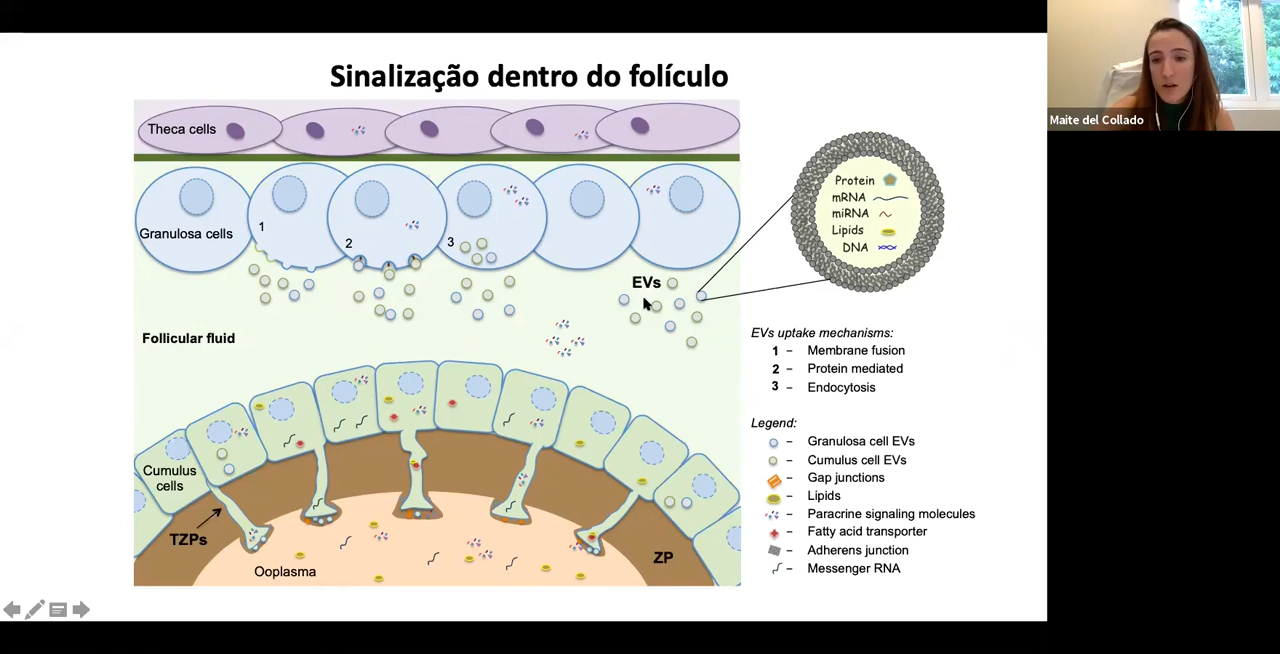 Sinalização dentro do folículo
Maite del Collado
Theca cells
Granulosa cells
1
2
3
EVs
Protein
mRNA
miRNA
Lipids
DNA
Follicular fluid
EVs uptake mechanisms:
1 – Membrane fusion
2 – Protein mediated
3 – Endocytosis
Cumulus
cells
TZPs
Ooplasma
ZP
Legend:
– Granulosa cell EVs
– Cumulus cell EVs
– Gap junctions
– Lipids
– Paracrine signaling molecules
– Fatty acid transporter
– Adherens junction
– Messenger RNA